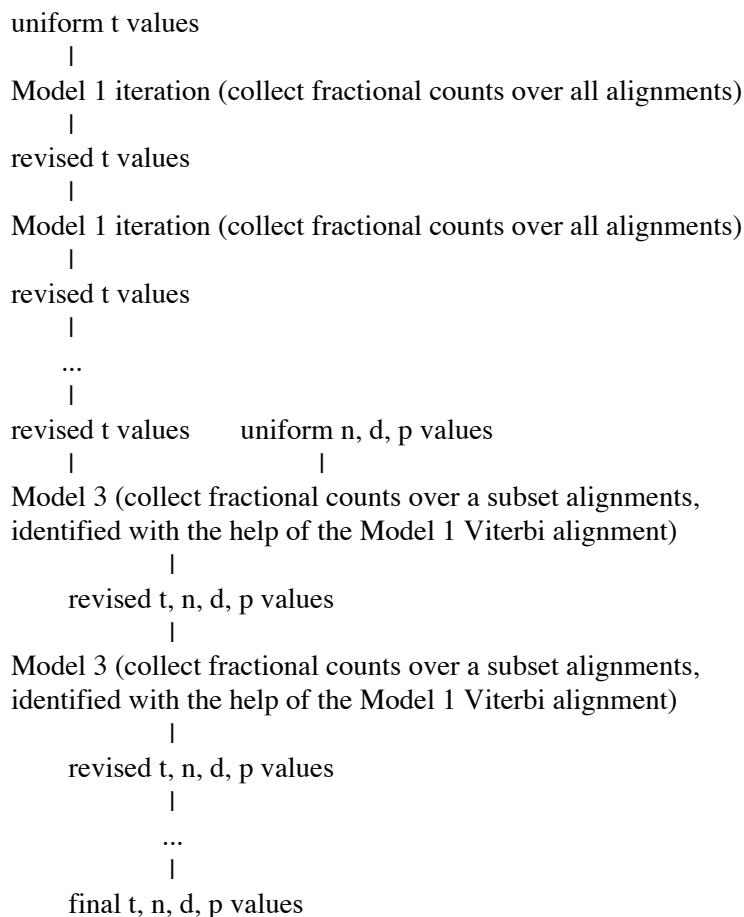 uniform t values
|
Model 1 iteration (collect fractional counts over all alignments)
|
revised t values
|
Model 1 iteration (collect fractional counts over all alignments)
|
revised t values
|
...
|
revised t values uniform n, d, p values
| |
Model 3 (collect fractional counts over a subset alignments,
identified with the help of the Model 1 Viterbi alignment)
|
revised t, n, d, p values
|
Model 3 (collect fractional counts over a subset alignments,
identified with the help of the Model 1 Viterbi alignment)
|
revised t, n, d, p values
|
...
|
final t, n, d, p values